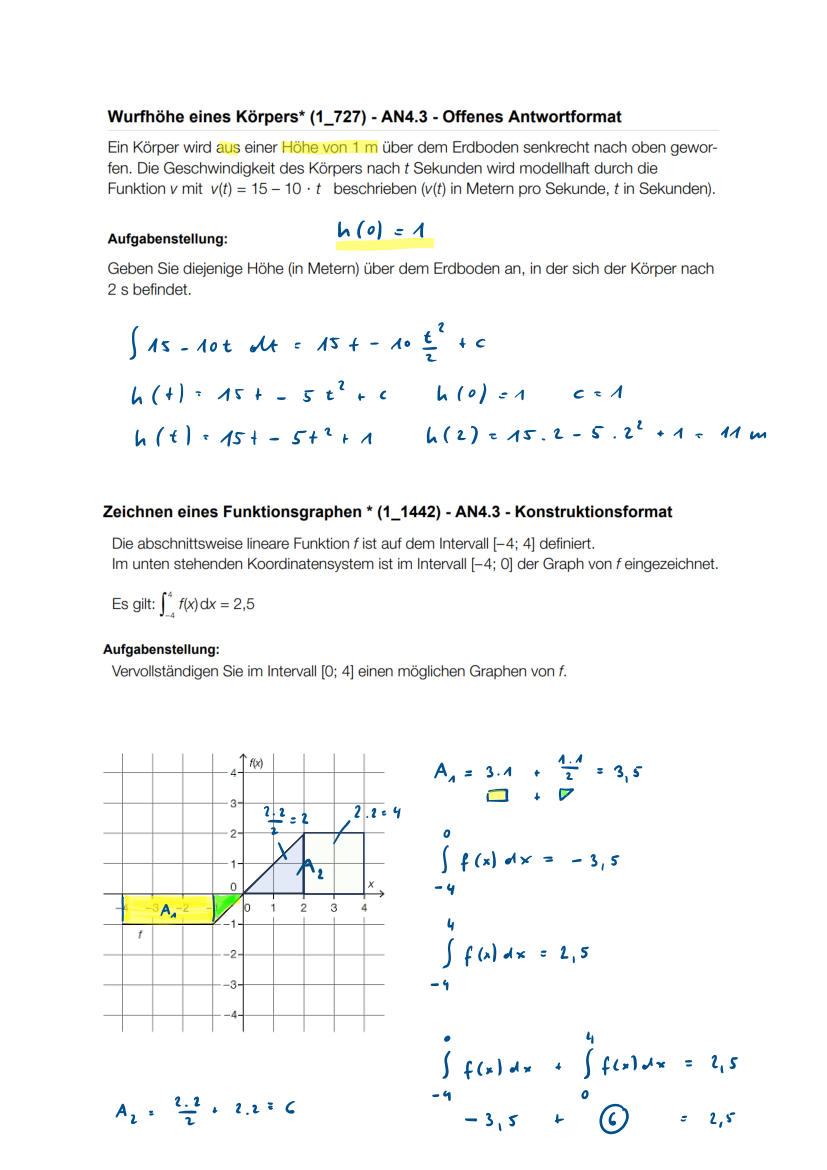 Wurfhöhe eines Körpers* (1_727) - AN4.3 - Offenes Antwortformat
Ein Körper wird aus einer Höhe von 1 m über dem Erdboden senkrecht nach oben gewor-
fen. Die Geschwindigkeit des Körpers nach t Sekunden wird modellhaft durch die
Funktion v mit v(t) = 15 – 10 · t beschrieben (v(t) in Metern pro Sekunde, t in Sekunden).
h(0) = 1
Aufgabenstellung:
Geben Sie diejenige Höhe (in Metern) über dem Erdboden an, in der sich der Körper nach
2 s befindet.
∫ 15 - 10t dt = 15t - 10 t²/2 + c
h(t) = 15t - 5t² + c h(0) = 1 c = 1
h(t) = 15t - 5t² + 1 h(2) = 15.2 - 5.2² + 1 = 11 m
Zeichnen eines Funktionsgraphen * (1_1442) - AN4.3 - Konstruktionsformat
Die abschnittsweise lineare Funktion f ist auf dem Intervall [–4; 4] definiert.
Im unten stehenden Koordinatensystem ist im Intervall [–4; 0] der Graph von f eingezeichnet.
Es gilt: ∫₋₄⁴ f(x) dx = 2,5
Aufgabenstellung:
Vervollständigen Sie im Intervall [0; 4] einen möglichen Graphen von f.
f(x)
4
3
2.2/2 = 2 2.2 = 4
2
1
A₂
0 x
-4 -3 A₁ -2 0 1 2 3 4
f -1
-2
-3
-4
A₁ = 3.1 + 1.1/2 = 3,5
+
∫₋₄⁰ f(x) dx = -3,5
∫₋₄⁴ f(x) dx = 2,5
∫₋₄⁰ f(x) dx + ∫₀⁴ f(x) dx = 2,5
-3,5 + 6 = 2,5
A₂ = 2.2/2 + 2.2 = 6